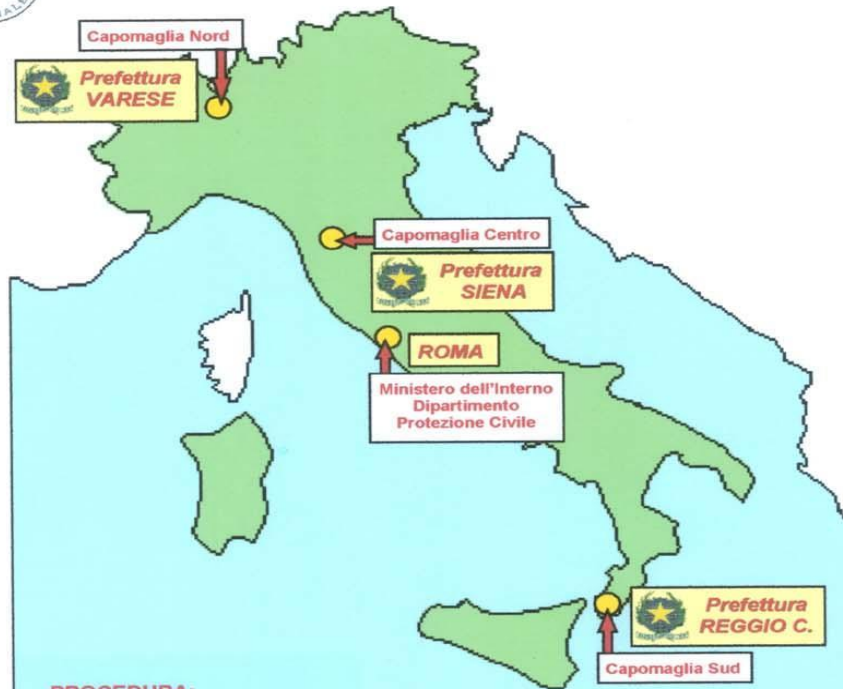 Capomaglia Nord
Prefettura
VARESE
Capomaglia Centro
Prefettura
SIENA
ROMA
Ministero dell'Interno
Dipartimento
Protezione Civile
Prefettura
REGGIO C.
Capomaglia Sud
PROCEDURA: